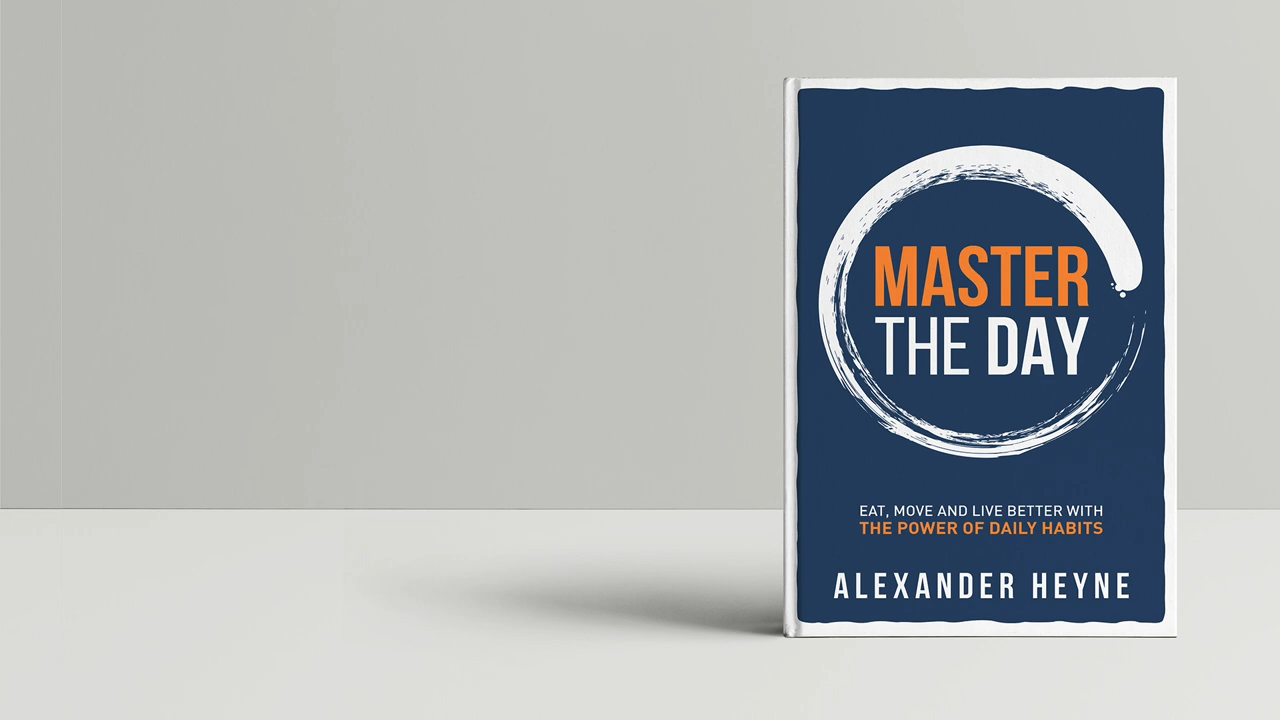 MASTER
THE DAY
EAT, MOVE AND LIVE BETTER WITH
THE POWER OF DAILY HABITS
ALEXANDER HEYNE